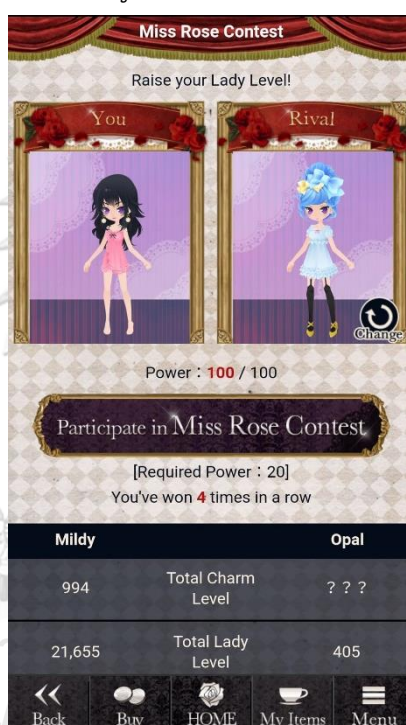 Miss Rose Contest
Raise your Lady Level!
You
Rival
Change
Power : 100 / 100
Participate in Miss Rose Contest
[Required Power : 20]
You've won 4 times in a row
Mildy
Opal
994
Total Charm
Level
? ? ?
21,655
Total Lady
Level
405
Back
Buy
HOME
My Items
Menu